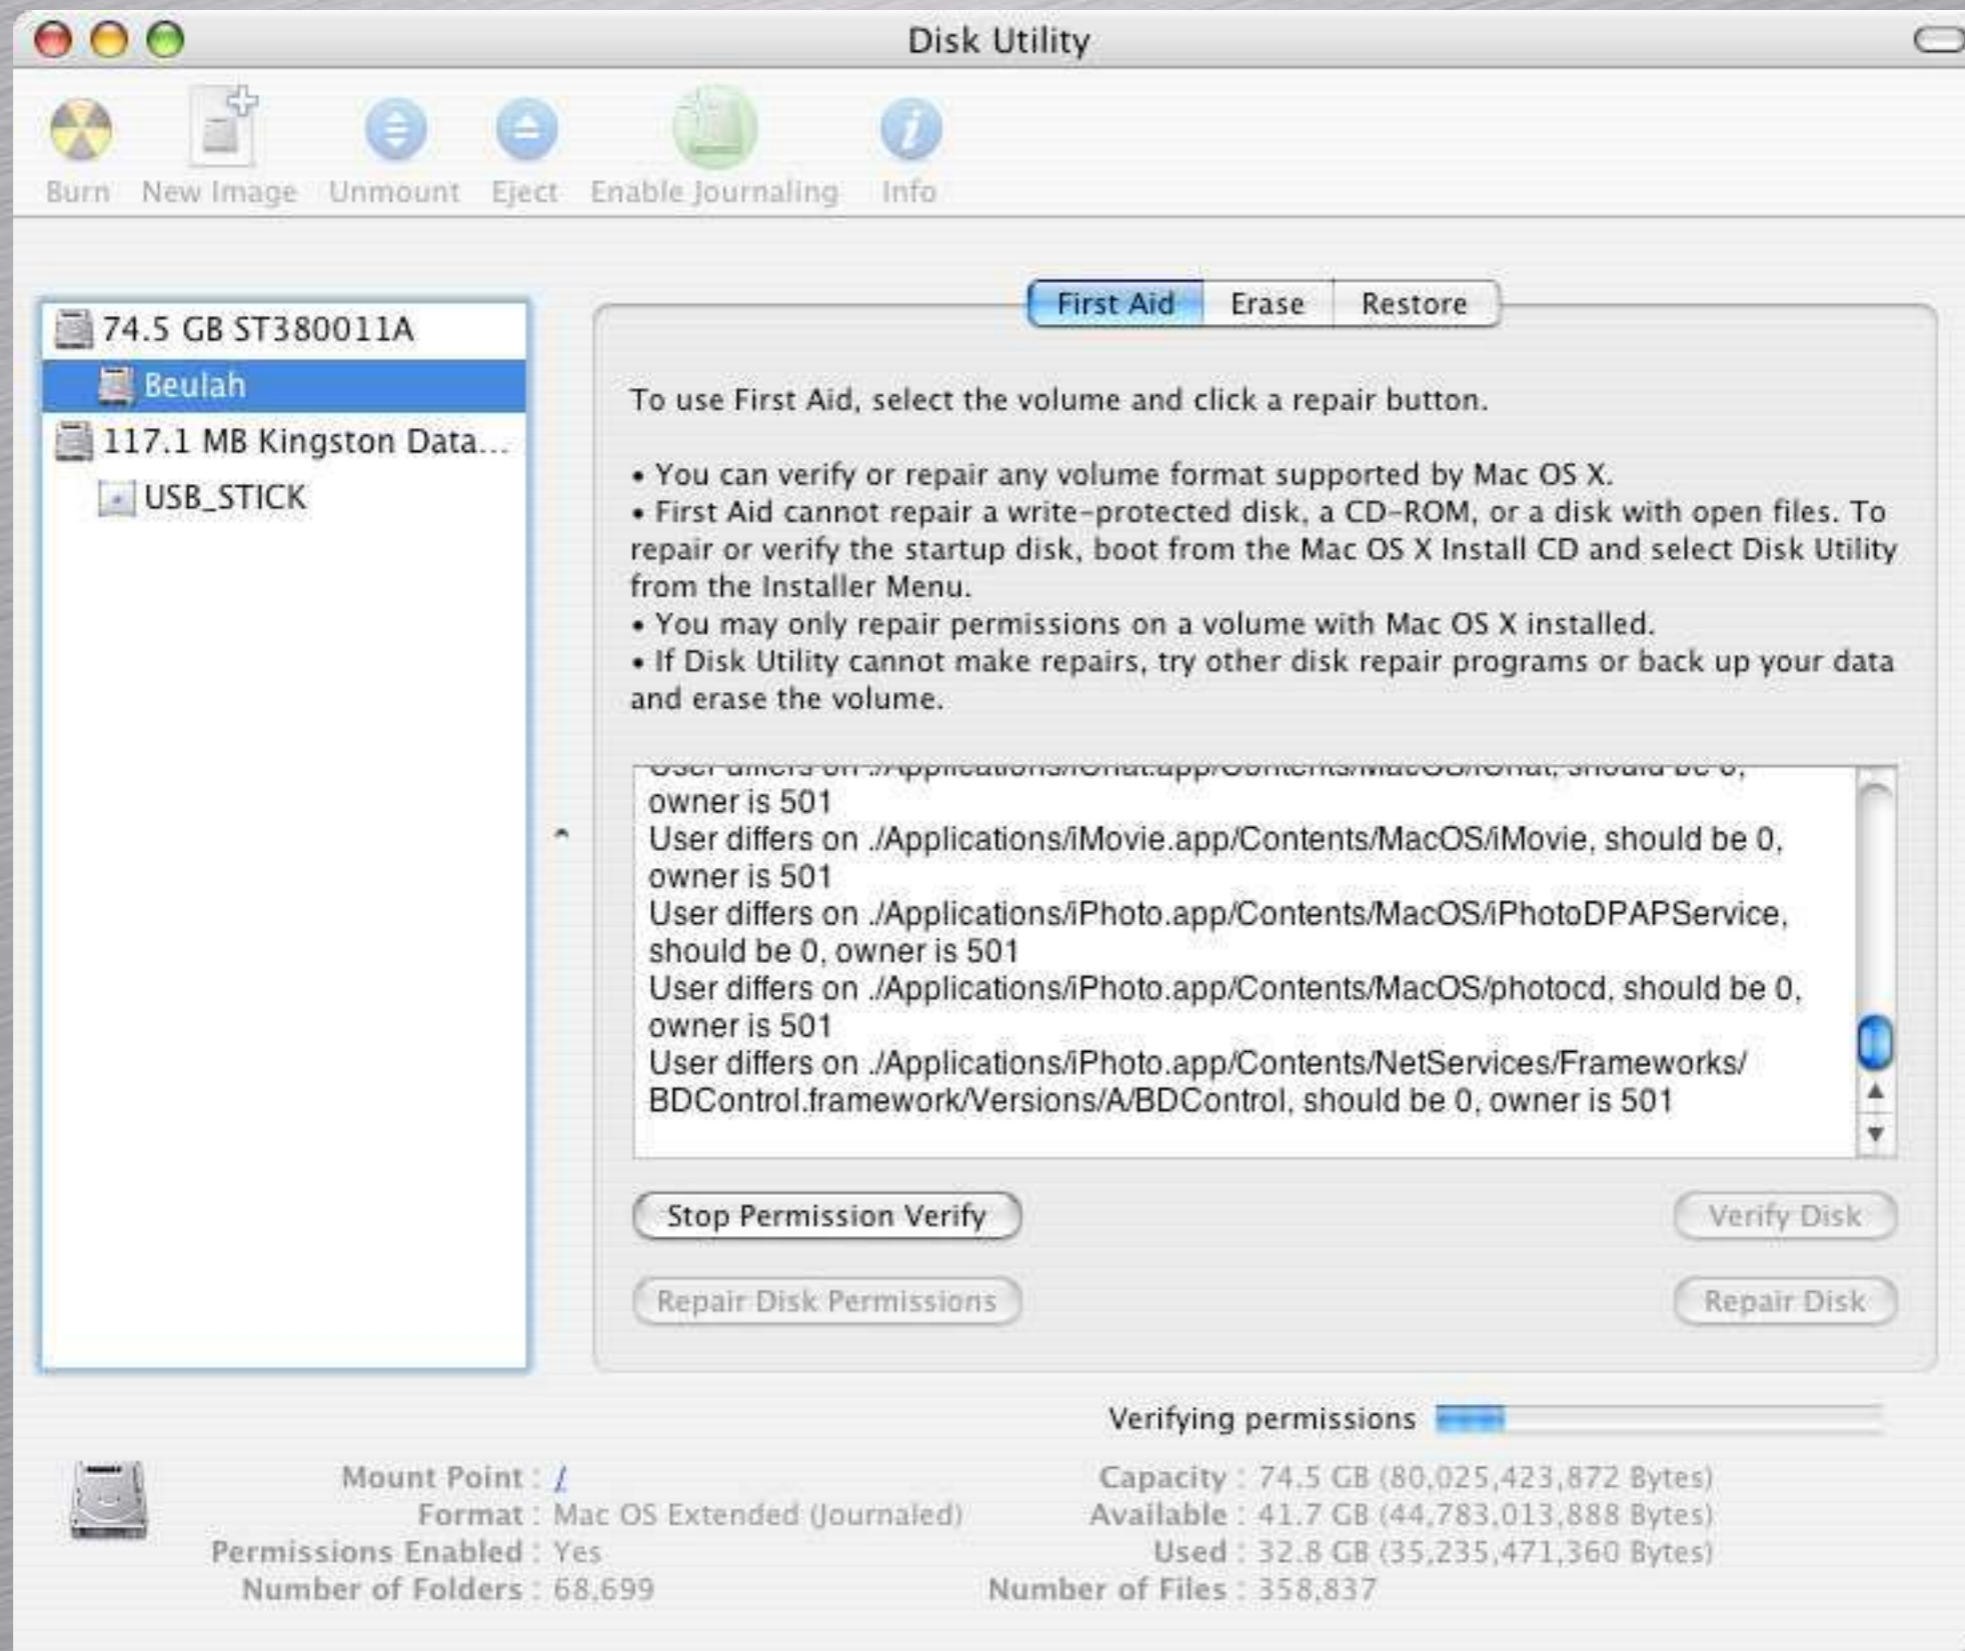 Disk Utility
Burn New Image Unmount Eject Enable Journaling Info
74.5 GB ST380011A
Beulah
117.1 MB Kingston Data...
USB_STICK
First Aid Erase Restore
To use First Aid, select the volume and click a repair button.
• You can verify or repair any volume format supported by Mac OS X.
• First Aid cannot repair a write-protected disk, a CD-ROM, or a disk with open files. To
repair or verify the startup disk, boot from the Mac OS X Install CD and select Disk Utility
from the Installer Menu.
• You may only repair permissions on a volume with Mac OS X installed.
• If Disk Utility cannot make repairs, try other disk repair programs or back up your data
and erase the volume.
User differs on ./Applications/iChat.app/Contents/MacOS/iChat, should be 0,
owner is 501
User differs on ./Applications/iMovie.app/Contents/MacOS/iMovie, should be 0,
owner is 501
User differs on ./Applications/iPhoto.app/Contents/MacOS/iPhotoDPAPService,
should be 0, owner is 501
User differs on ./Applications/iPhoto.app/Contents/MacOS/photocd, should be 0,
owner is 501
User differs on ./Applications/iPhoto.app/Contents/NetServices/Frameworks/
BDControl.framework/Versions/A/BDControl, should be 0, owner is 501
Stop Permission Verify
Verify Disk
Repair Disk Permissions
Repair Disk
Verifying permissions
Mount Point : /
Format : Mac OS Extended (Journaled)
Permissions Enabled : Yes
Number of Folders : 68,699
Capacity : 74.5 GB (80,025,423,872 Bytes)
Available : 41.7 GB (44,783,013,888 Bytes)
Used : 32.8 GB (35,235,471,360 Bytes)
Number of Files : 358,837